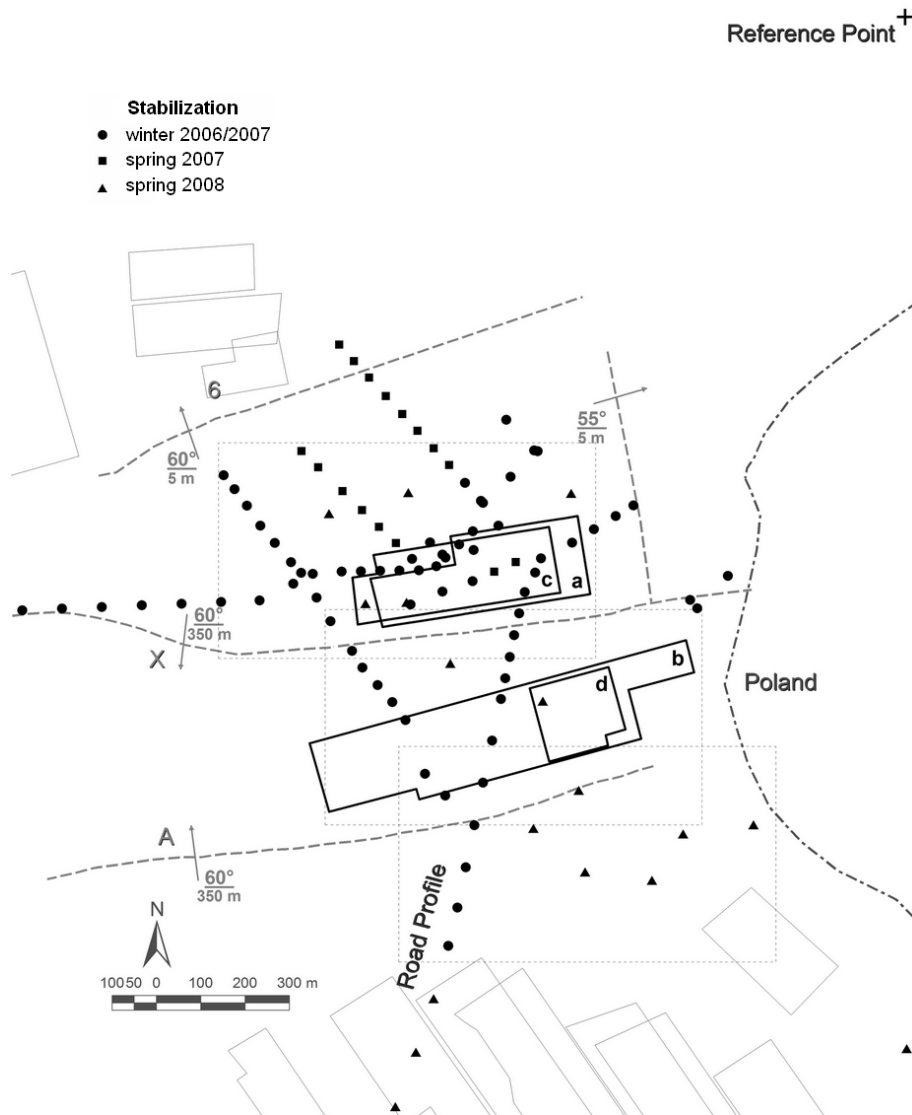 Reference Point
Stabilization
winter 2006/2007
spring 2007
spring 2008
6
55°
5 m
60°
5 m
c
a
60°
350 m
X
b
d
Poland
A
60°
350 m
Road Profile
N
100 50 0 100 200 300 m